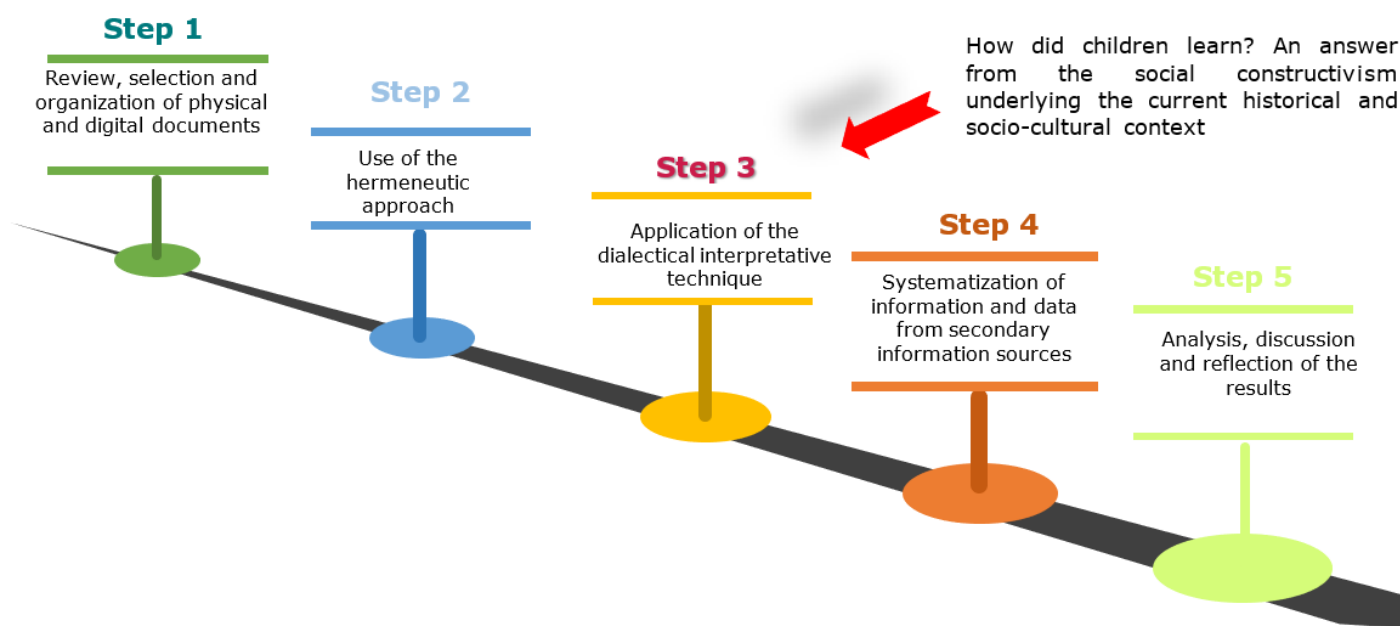 Step 1
Review, selection and
organization of physical
and digital documents
Step 2
Use of the
hermeneutic
approach
Step 3
Application of the
dialectical interpretative
technique
How did children learn? An answer
from the social constructivism
underlying the current historical and
socio-cultural context
Step 4
Systematization of
information and data
from secondary
information sources
Step 5
Analysis, discussion
and reflection of the
results